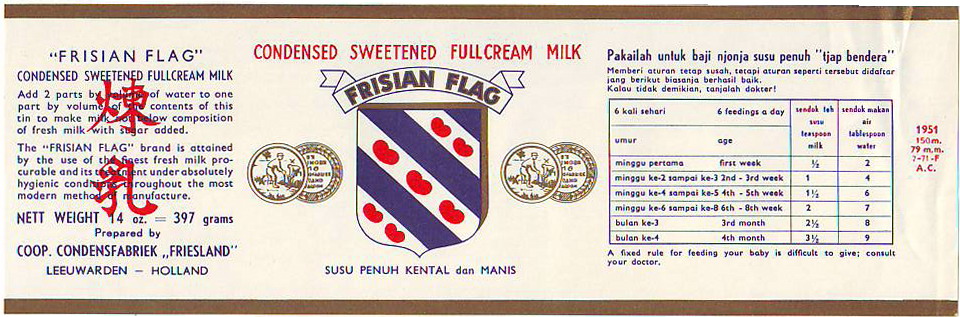 "FRISIAN FLAG"
CONDENSED SWEETENED FULLCREAM MILK
Add 2 parts by volume of water to one
part by volume of the contents of this
tin to make milk not below composition
of fresh milk with sugar added.
The "FRISIAN FLAG" brand is attained
by the use of the finest fresh milk pro-
curable and its treatment under absolutely
hygienic conditions throughout the most
modern method of manufacture.
煉
乳
NETT WEIGHT 14 oz. = 397 grams
Prepared by
COOP. CONDENSFABRIEK „FRIESLAND"
LEEUWARDEN – HOLLAND
CONDENSED SWEETENED FULLCREAM MILK
FRISIAN FLAG
SUSU PENUH KENTAL dan MANIS
Pakailah untuk baji njonja susu penuh "tjap bendera"
Memberi aturan tetap susah, tetapi aturan seperti tersebut didaftar
jang berikut biasanja berhasil baik.
Kalau tidak demikian, tanjalah dokter!
6 kali sehari 6 feedings a day sendok teh susu teaspoon milk sendok makan air tablespoon water
umur age
minggu pertama first week ½ 2
minggu ke-2 sampai ke-3 2nd - 3rd week 1 4
minggu ke-4 sampai ke-5 4th - 5th week 1½ 6
minggu ke-6 sampai ke-8 6th - 8th week 2 7
bulan ke-3 3rd month 2½ 8
bulan ke-4 4th month 3½ 9
A fixed rule for feeding your baby is difficult to give; consult
your doctor.
1951
150m.
79 m.m.
7-71-F
A.C.